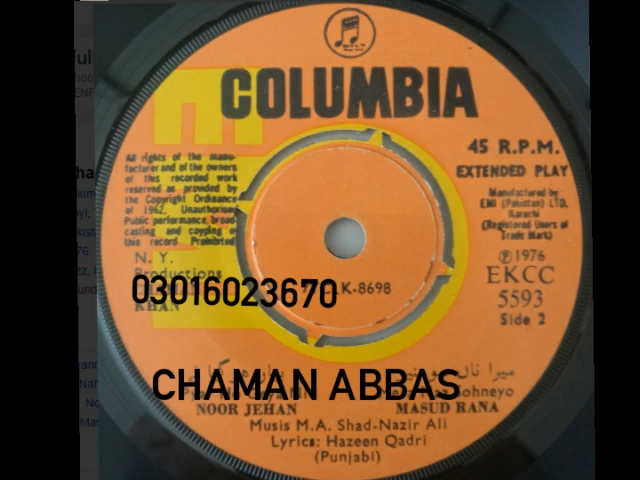 COLUMBIA
45 R.P.M.
EXTENDED PLAY
All rights of the manu-
facturer and of the owners
of this recorded work
reserved as provided by
the Copyright Ordinance
of 1962. Unauthorised
Public performance broad-
casting and copying of
this record Prohibited
Manufactured by
EMI (Pakistan) LTD.
Karachi
(Registered Users of
Trade Mark)
N. Y.
Productions
KHAN
03016023670
K-8698
℗1976
EKCC
5593
Side 2
میرا ناں
CHAMAN ABBAS
Sohneyo
NOOR JEHAN
MASUD RANA
Musis M.A. Shad-Nazir Ali
Lyrics: Hazeen Qadri
(Punjabi)